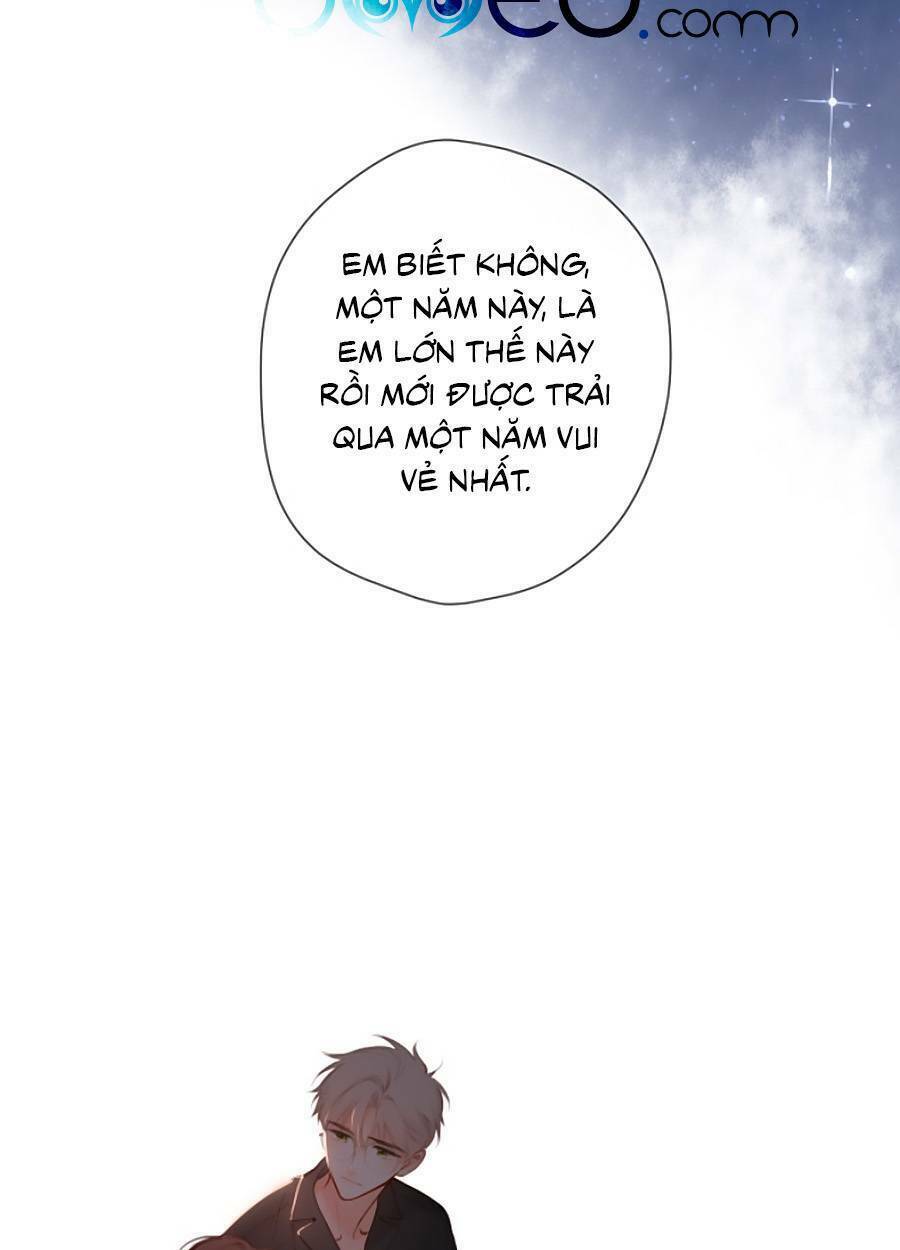 .com
EM BIẾT KHÔNG,
MỘT NĂM NÀY, LÀ
EM LỚN THẾ NÀY
RỒI MỚI ĐƯỢC TRẢI
QUA MỘT NĂM VUI
VẺ NHẤT.